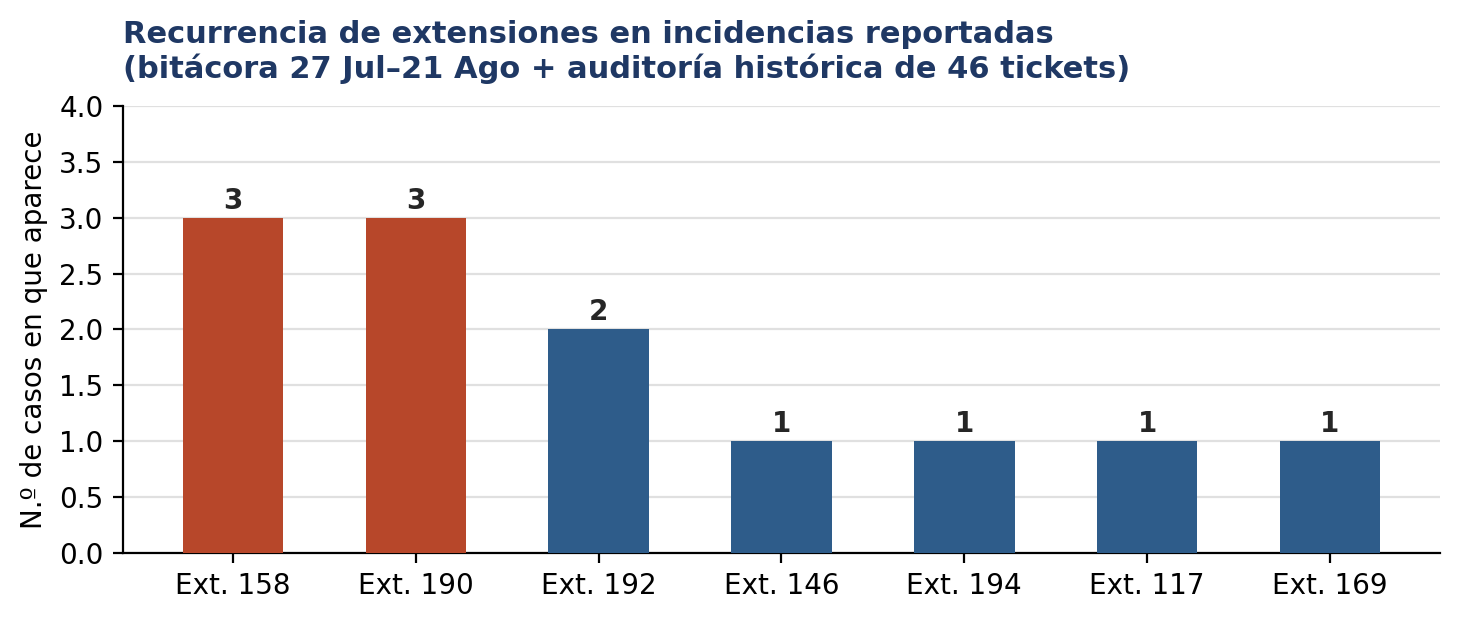 Recurrencia de extensiones en incidencias reportadas
(bitácora 27 Jul–21 Ago + auditoría histórica de 46 tickets)
N.º de casos en que aparece
4.0
3.5
3.0
2.5
2.0
1.5
1.0
0.5
0.0
3
3
2
1
1
1
1
Ext. 158
Ext. 190
Ext. 192
Ext. 146
Ext. 194
Ext. 117
Ext. 169